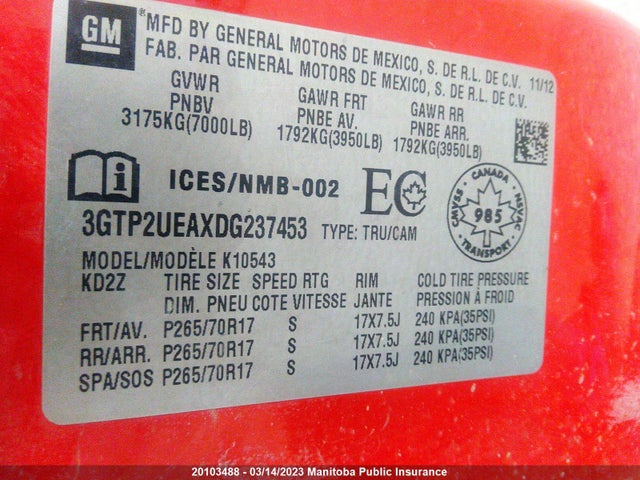 GM
*MFD BY GENERAL MOTORS DE MEXICO, S. DE R.L. DE C.V. 11/12
FAB. PAR GENERAL MOTORS DE MEXICO, S. DE R.L. DE C.V.
GVWR GAWR FRT GAWR RR
PNBV PNBE AV. PNBE ARR.
3175KG(7000LB) 1792KG(3950LB) 1792KG(3950LB)
i ICES/NMB-002 EC
CANADA CMVSS NSVAC 985 TRANSPORT
3GTP2UEAXDG237453 TYPE: TRU/CAM
MODEL/MODÈLE K10543
KD2Z TIRE SIZE SPEED RTG RIM COLD TIRE PRESSURE
DIM. PNEU COTE VITESSE JANTE PRESSION À FROID
FRT/AV. P265/70R17 S 17X7.5J 240 KPA(35PSI)
RR/ARR. P265/70R17 S 17X7.5J 240 KPA(35PSI)
SPA/SOS P265/70R17 S 17X7.5J 240 KPA(35PSI)
20103488 - 03/14/2023 Manitoba Public Insurance